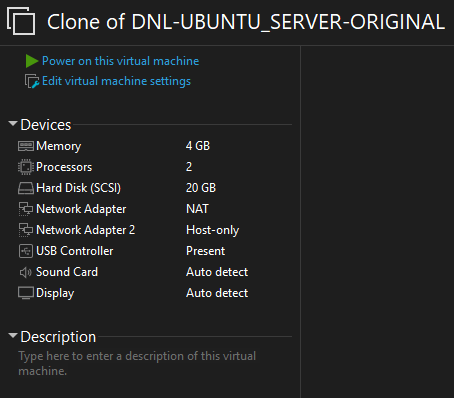 Clone of DNL-UBUNTU_SERVER-ORIGINAL
Power on this virtual machine
Edit virtual machine settings
Devices
Memory 4 GB
Processors 2
Hard Disk (SCSI) 20 GB
Network Adapter NAT
Network Adapter 2 Host-only
USB Controller Present
Sound Card Auto detect
Display Auto detect
Description
Type here to enter a description of this virtual
machine.